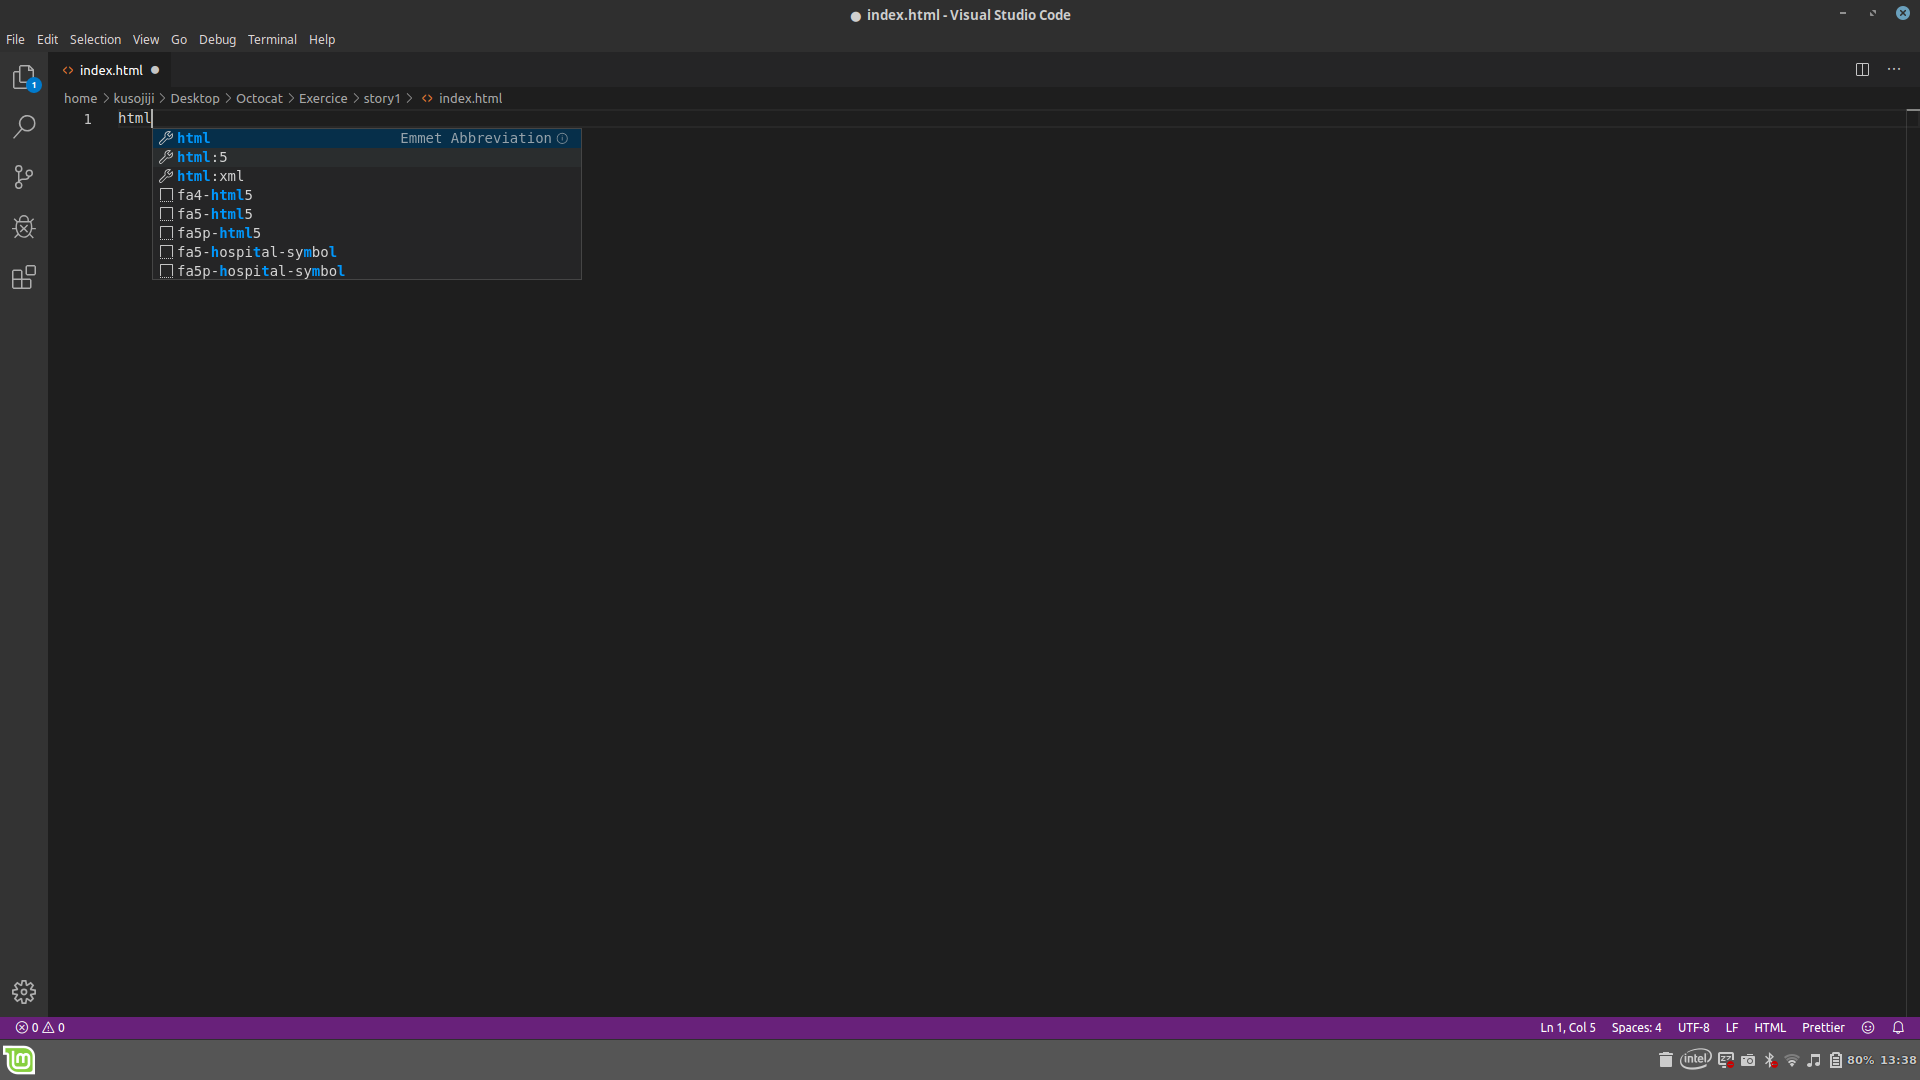 ● index.html - Visual Studio Code
File Edit Selection View Go Debug Terminal Help
1
index.html ●
home > kusojiji > Desktop > Octocat > Exercice > story1 > index.html
1 html
html Emmet Abbreviation
html:5
html:xml
fa4-html5
fa5-html5
fa5p-html5
fa5-hospital-symbol
fa5p-hospital-symbol
0 0 Ln 1, Col 5 Spaces: 4 UTF-8 LF HTML Prettier
lm intel 80% 13:38